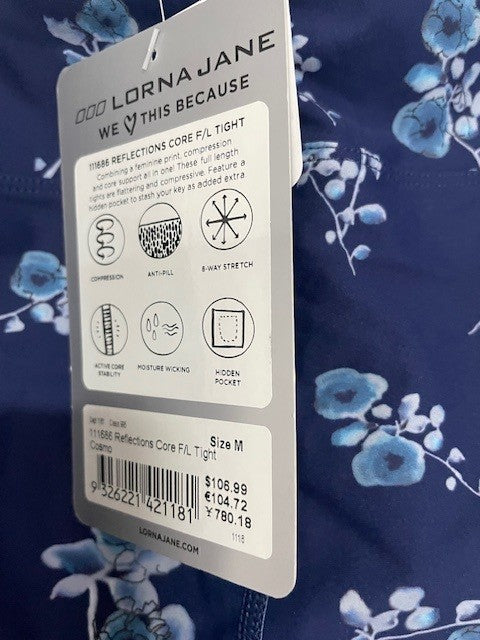 LORNA JANE
WE THIS BECAUSE
111686 REFLECTIONS CORE F/L TIGHT
Combining a feminine print, compression
and core support all in one! These full length
tights are flattering and compressive. Feature a
hidden pocket to stash your key as added extra
COMPRESSION
ANTI-PILL
8-WAY STRETCH
ACTIVE CORE
STABILITY
MOISTURE WICKING
HIDDEN
POCKET
111686 Reflections Core F/L Tight
Size M
Cosmo
$106.99
€104.72
¥780.18
9 326221 421181
1118
LORNAJANE.COM